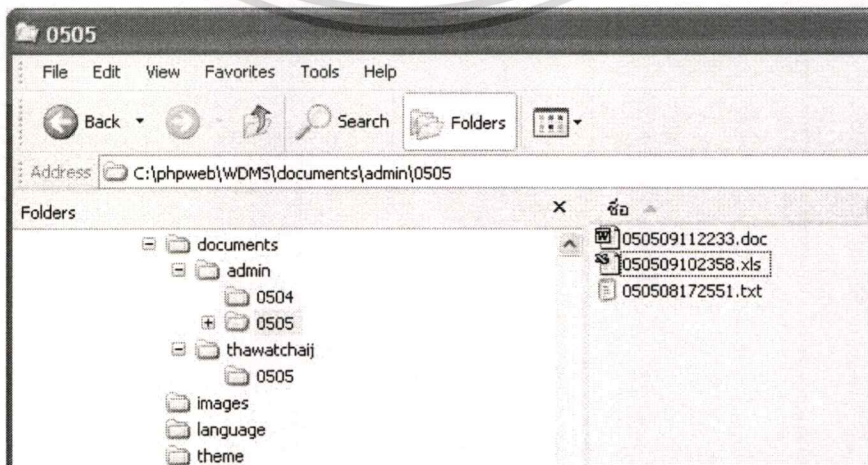 0505
File Edit View Favorites Tools Help
Back Search Folders
Address C:\phpweb\WDMS\documents\admin\0505
Folders
documents
admin
0504
0505
thawatchaij
0505
images
language
theme
ชื่อ
050509112233.doc
050509102358.xls
050508172551.txt